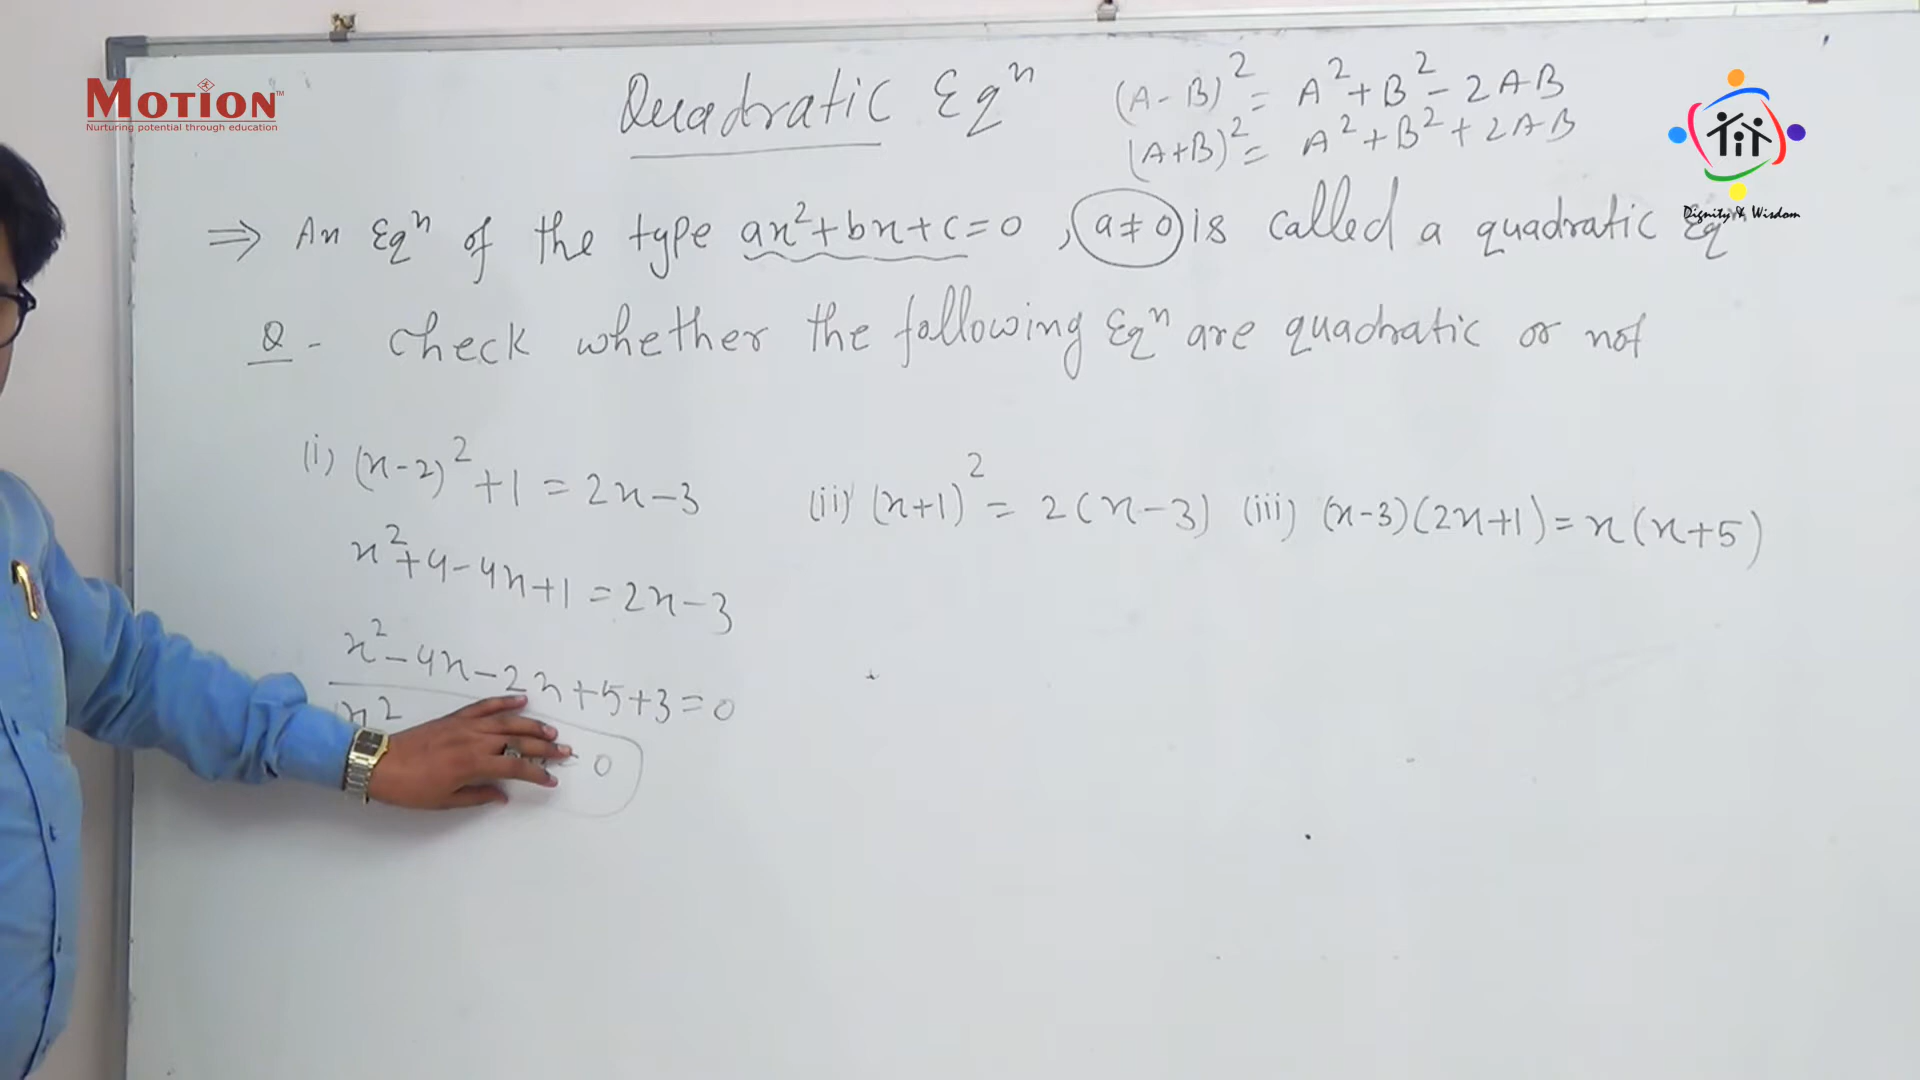 MOTION™
Nurturing potential through education
Quadratic Eqⁿ
(A-B)² = A²+B²-2AB
(A+B)² = A²+B²+2AB
TiT
Dignity & Wisdom
⇒ An Eqⁿ of the type ax²+bx+c=0, a≠0 is called a quadratic Eqⁿ
Q - Check whether the following Eqⁿ are quadratic or not
(i) (x-2)²+1=2x-3
(ii) (x+1)²=2(x-3) (iii) (x-3)(2x+1)=x(x+5)
x²+4-4x+1=2x-3
x²-4x-2x+5+3=0
x² = 0